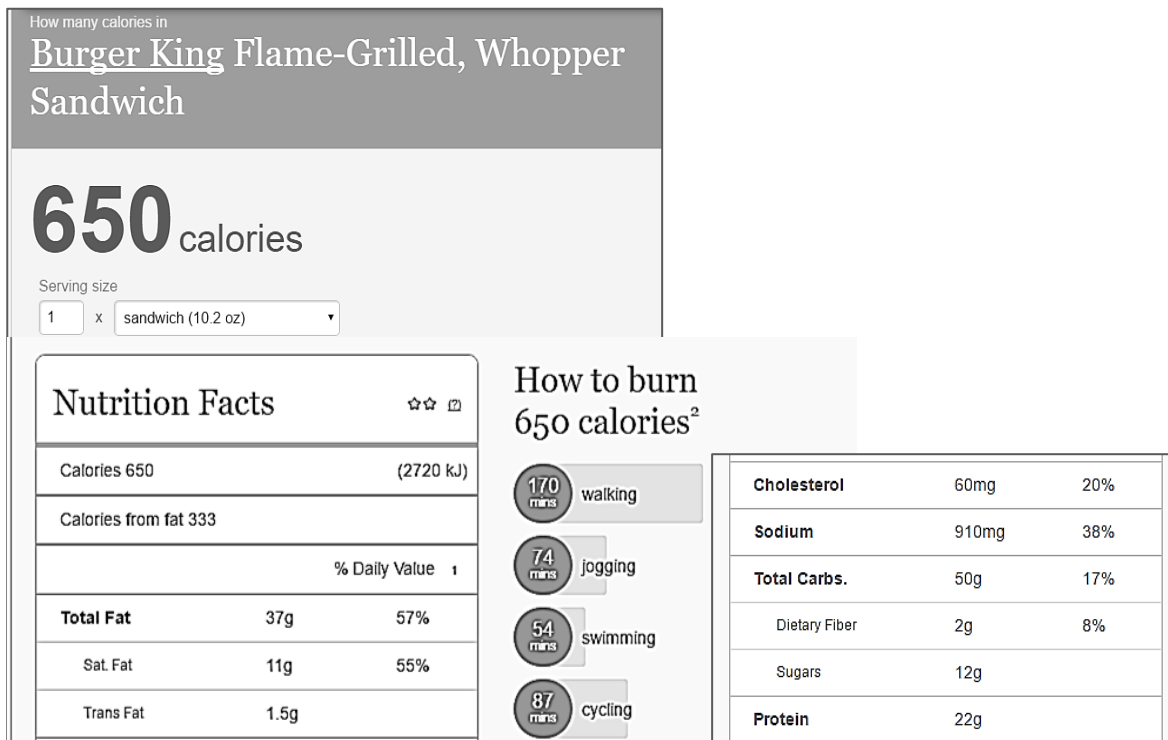 How many calories in
Burger King Flame-Grilled, Whopper
Sandwich
650 calories
Serving size
1 x sandwich (10.2 oz)
Nutrition Facts (?)
Calories 650 (2720 kJ)
Calories from fat 333
% Daily Value 1
Total Fat 37g 57%
Sat. Fat 11g 55%
Trans Fat 1.5g
How to burn
650 calories²
170 mins walking
74 mins jogging
54 mins swimming
87 mins cycling
Cholesterol 60mg 20%
Sodium 910mg 38%
Total Carbs. 50g 17%
Dietary Fiber 2g 8%
Sugars 12g
Protein 22g